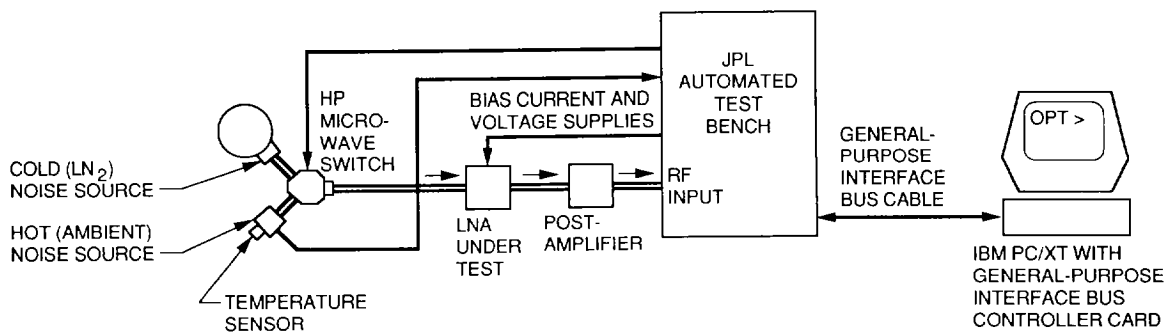 JPL
AUTOMATED
TEST
BENCH
HP
MICRO-
WAVE
SWITCH
BIAS CURRENT AND
VOLTAGE SUPPLIES
OPT >
COLD (LN2)
NOISE SOURCE
GENERAL-
PURPOSE
INTERFACE
BUS CABLE
RF
INPUT
HOT (AMBIENT)
NOISE SOURCE
LNA
UNDER
TEST
POST-
AMPLIFIER
TEMPERATURE
SENSOR
IBM PC/XT WITH
GENERAL-PURPOSE
INTERFACE BUS
CONTROLLER CARD